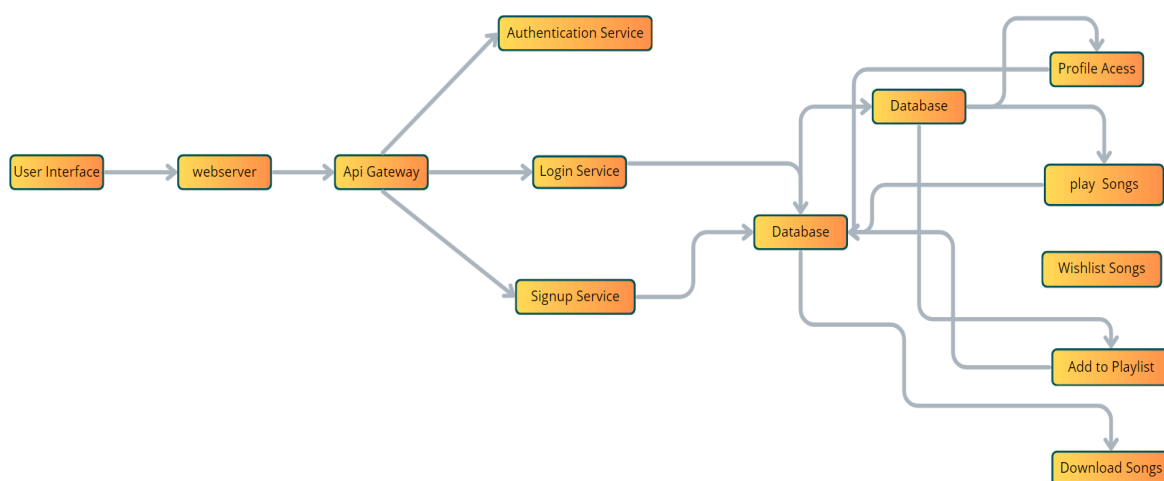 Authentication Service
Profile Acess
Database
User Interface
webserver
Api Gateway
Login Service
play Songs
Database
Wishlist Songs
Signup Service
Add to Playlist
Download Songs